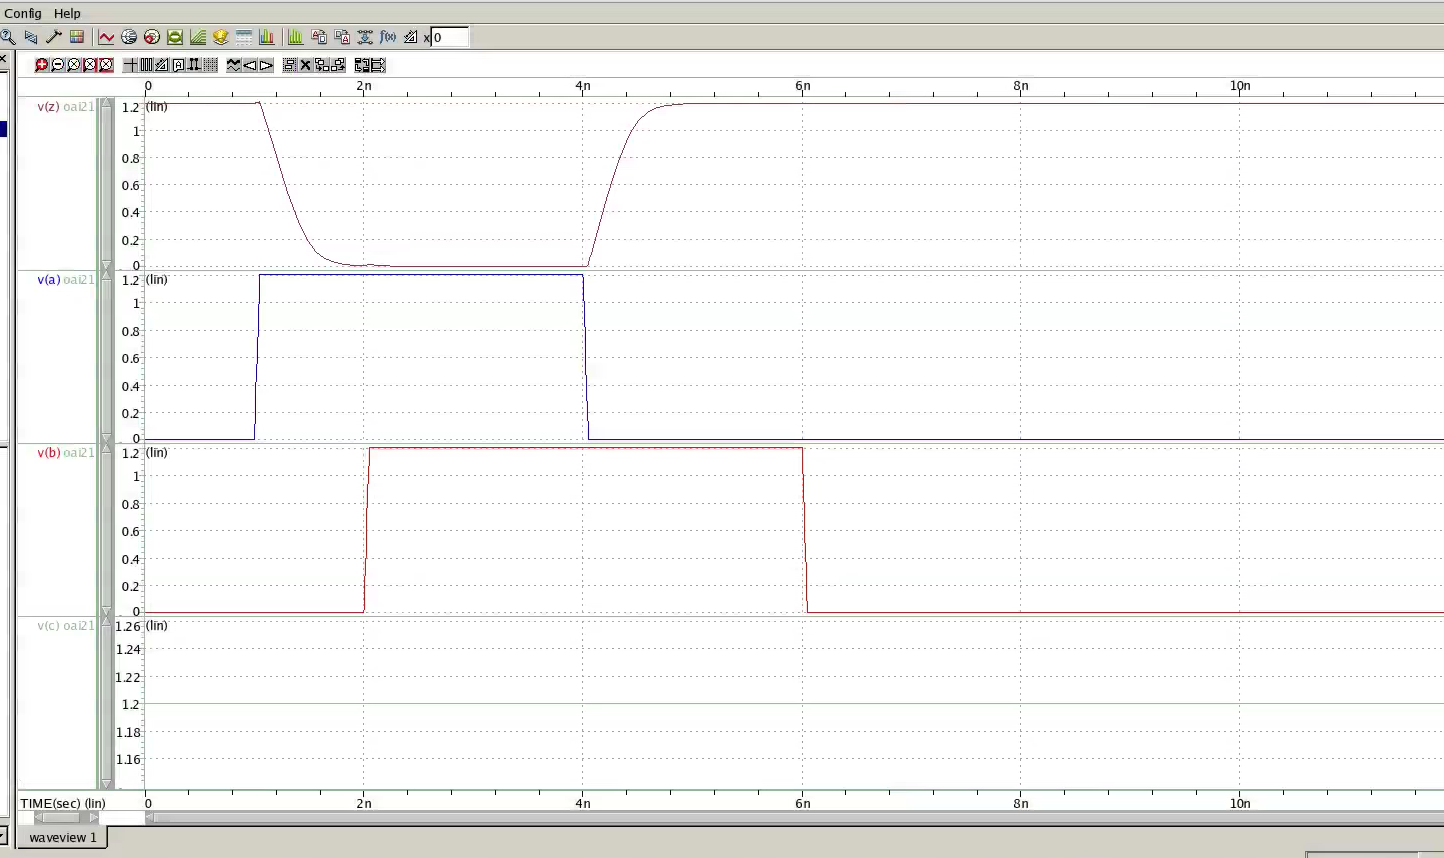 Config Help
f(x) x 0
0 2n 4n 6n 8n 10n
v(z) oai21 1.2 (lin)
1
0.8
0.6
0.4
0.2
0
v(a) oai21 1.2 (lin)
1
0.8
0.6
0.4
0.2
0
v(b) oai21 1.2 (lin)
1
0.8
0.6
0.4
0.2
0
v(c) oai21 1.26 (lin)
1.24
1.22
1.2
1.18
1.16
TIME(sec) (lin) 0 2n 4n 6n 8n 10n
waveview 1